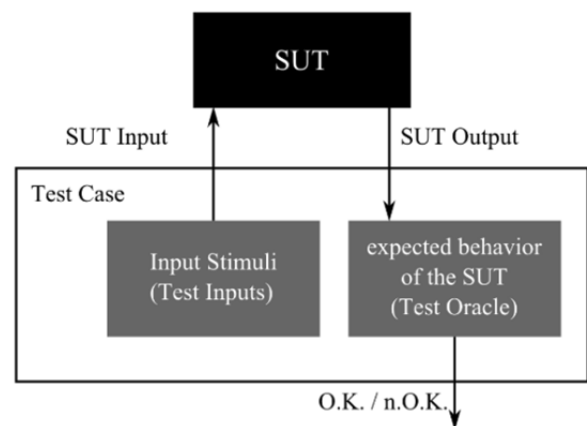 SUT
SUT Input
SUT Output
Test Case
Input Stimuli
(Test Inputs)
expected behavior
of the SUT
(Test Oracle)
O.K. / n.O.K.